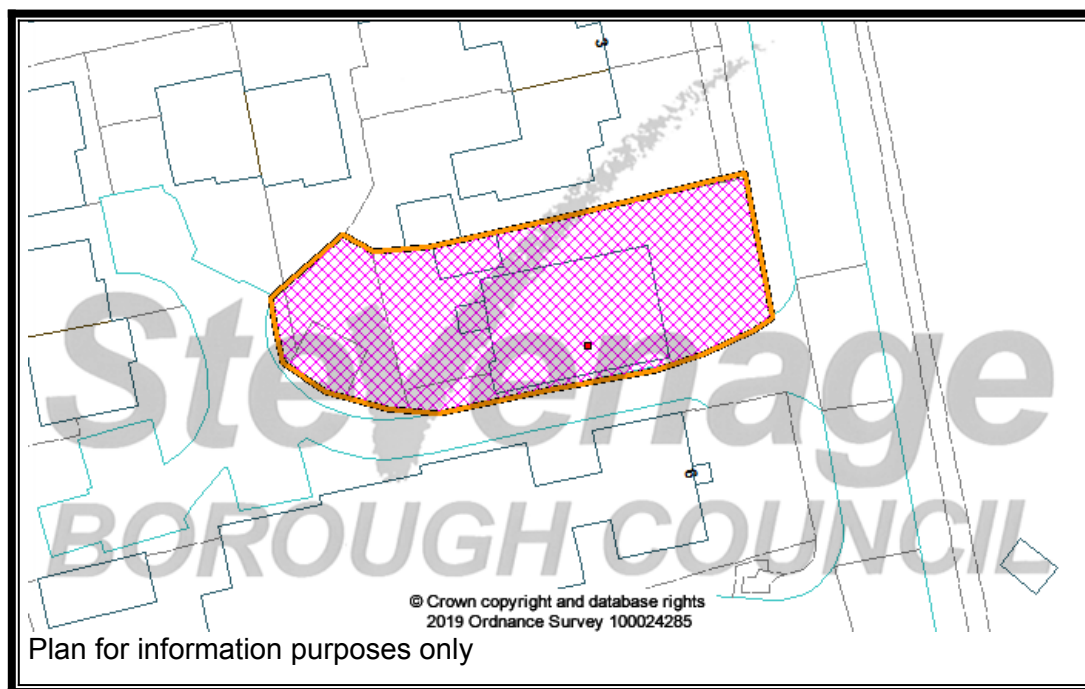 3
Stevenage
BOROUGH COUNCIL
6
© Crown copyright and database rights
2019 Ordnance Survey 100024285
Plan for information purposes only